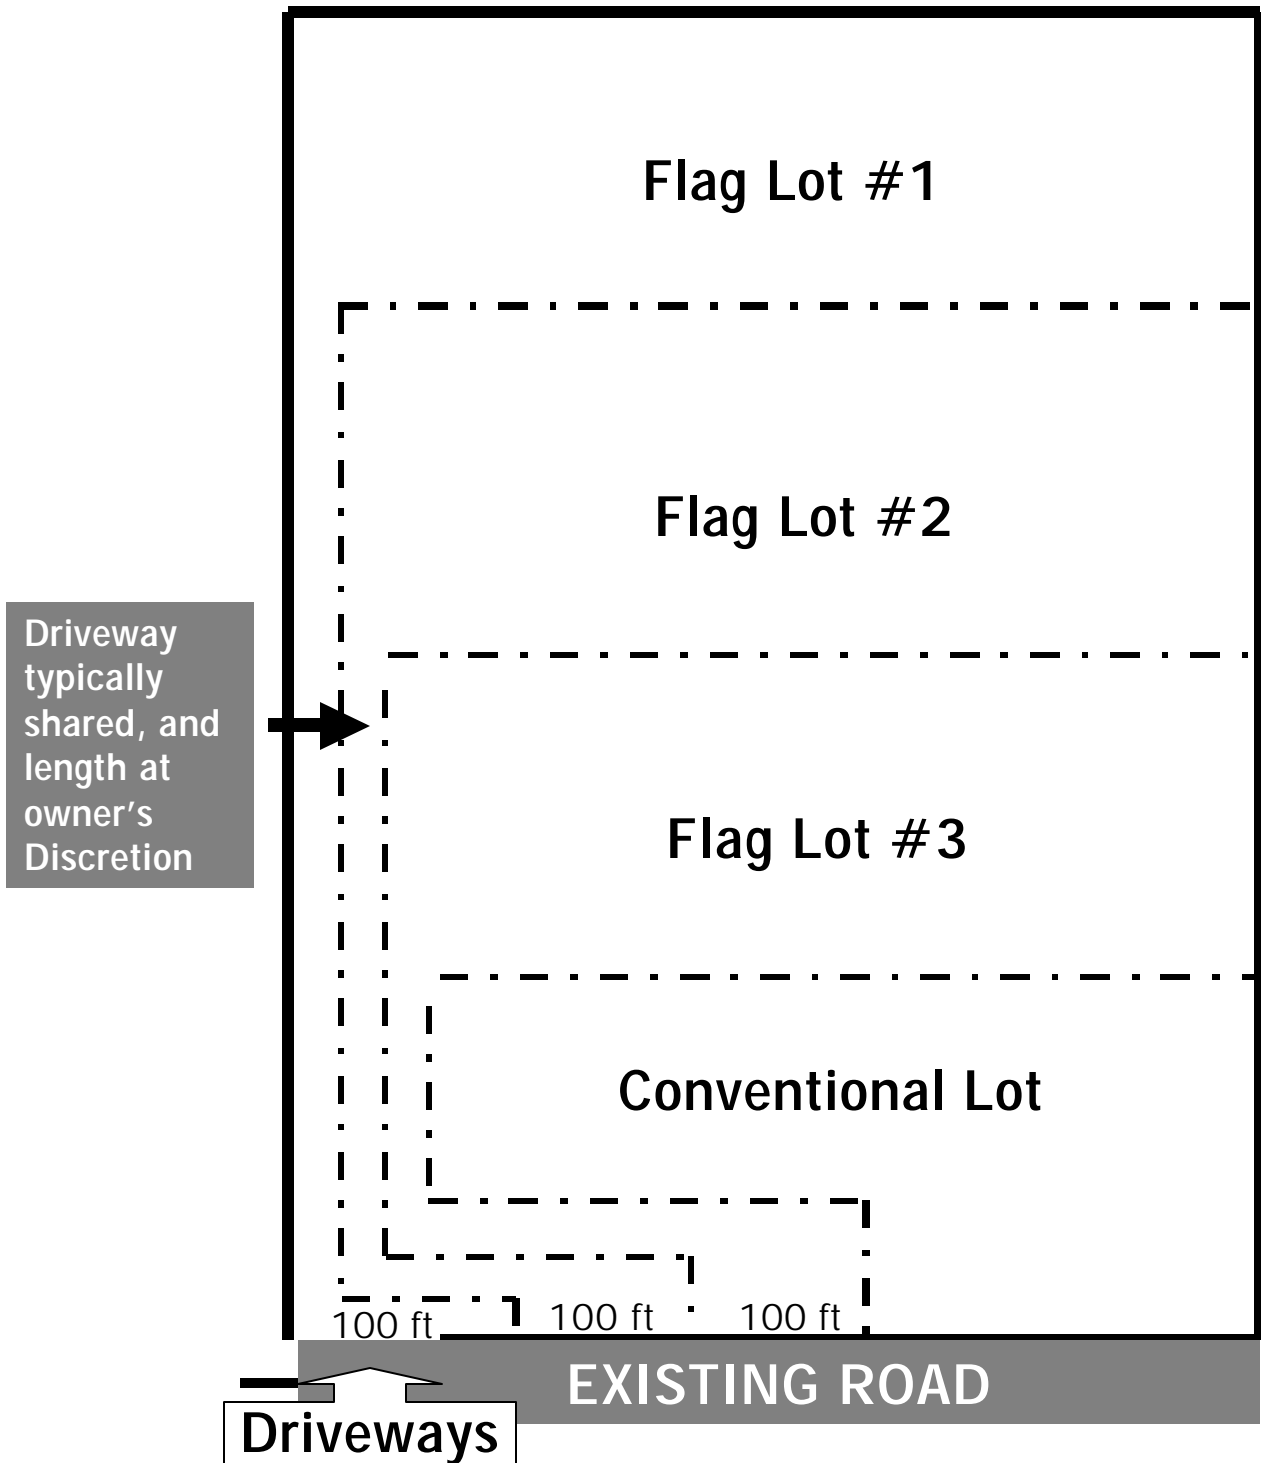 Flag Lot #1
Flag Lot #2
Driveway
typically
shared, and
length at
owner's
Discretion
Flag Lot #3
Conventional Lot
100 ft
100 ft
100 ft
EXISTING ROAD
Driveways